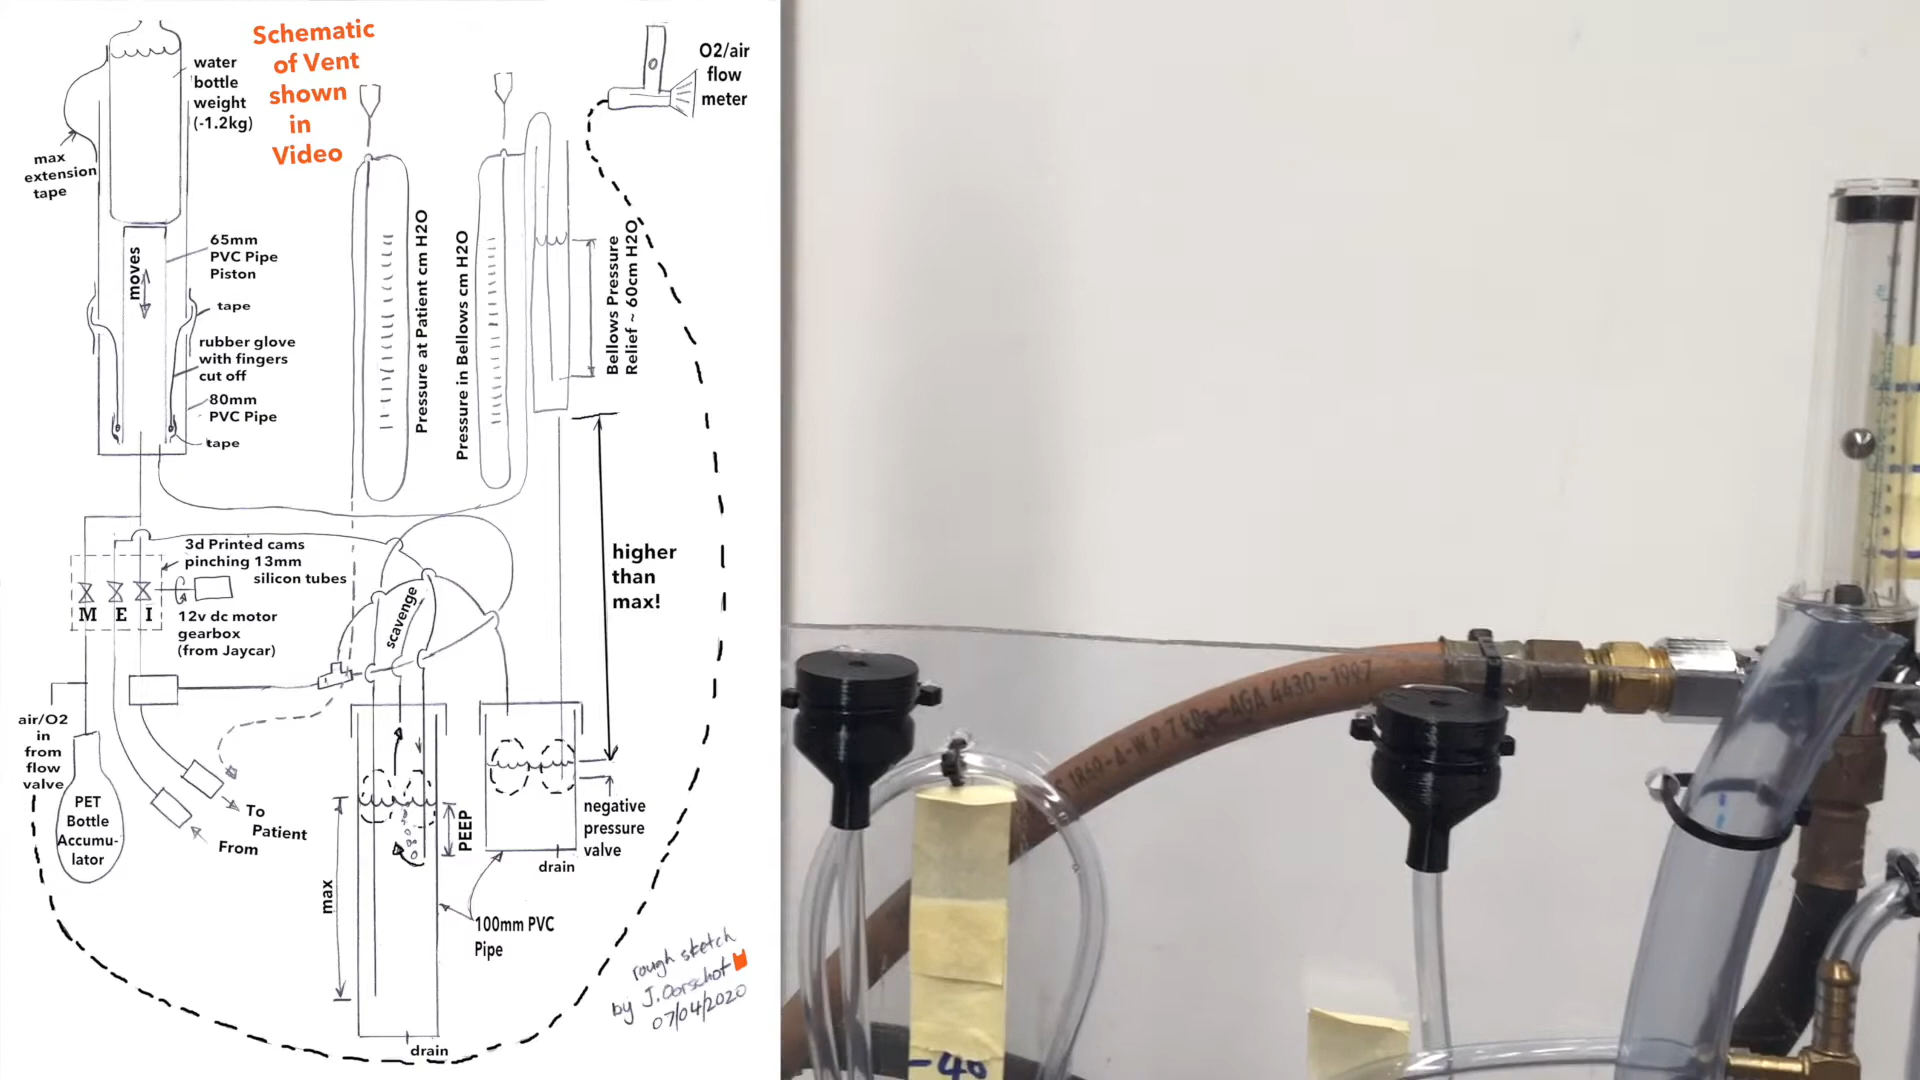 Schematic
of Vent
shown
in
Video
water
bottle
weight
(-1.2kg)
max
extension
tape
O2/air
flow
meter
65mm
PVC Pipe
Piston
moves
tape
rubber glove
with fingers
cut off
80mm
PVC Pipe
tape
Pressure at Patient cm H2O
Pressure in Bellows cm H2O
Bellows Pressure
Relief ~ 60cm H2O
3d Printed cams
pinching 13mm
silicon tubes
M E I
12v dc motor
gearbox
(from Jaycar)
scavenge
higher
than
max!
air/O2
in
from
flow
valve
PET
Bottle
Accumu-
lator
To
Patient
From
max
PEEP
negative
pressure
valve
drain
100mm PVC
Pipe
drain
rough sketch
by J.Oorschot
07/04/2020
AGA 4630-1997
-40